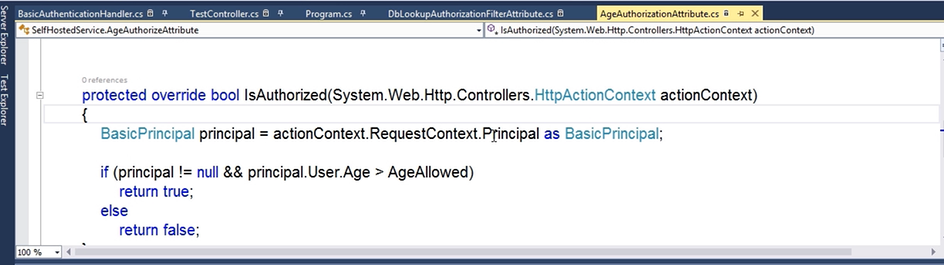 BasicAuthenticationHandler.cs TestController.cs Program.cs DbLookupAuthorizationFilterAttribute.cs AgeAuthorizationAttribute.cs
SelfHostedService.AgeAuthorizeAttribute IsAuthorized(System.Web.Http.Controllers.HttpActionContext actionContext)
Server Explorer
Test Explorer
0 references
protected override bool IsAuthorized(System.Web.Http.Controllers.HttpActionContext actionContext)
{
BasicPrincipal principal = actionContext.RequestContext.Principal as BasicPrincipal;
if (principal != null && principal.User.Age > AgeAllowed)
return true;
else
return false;
100 %